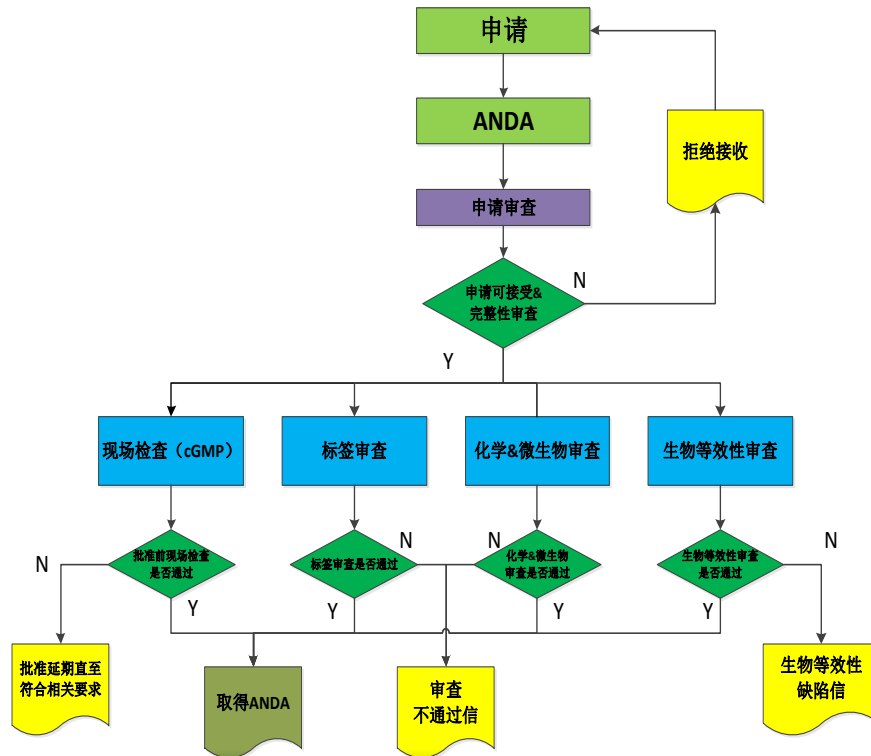 申请
ANDA
拒绝接收
申请审查
申请可接受&
完整性审查
N
Y
现场检查（cGMP）
标签审查
化学&微生物审查
生物等效性审查
N
批准前现场检查
是否通过
Y
标签审查是否通过
N
Y
N
化学&微生物
审查是否通过
Y
生物等效性审查
是否通过
N
Y
批准延期直至
符合相关要求
取得ANDA
审查
不通过信
生物等效性
缺陷信